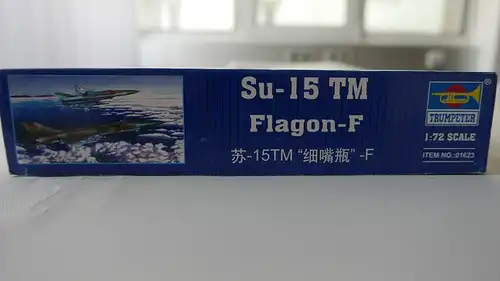 Su-15 TM
Flagon-F
苏-15TM “细嘴瓶” -F
®
TRUMPETER
1:72 SCALE
ITEM NO.:01623